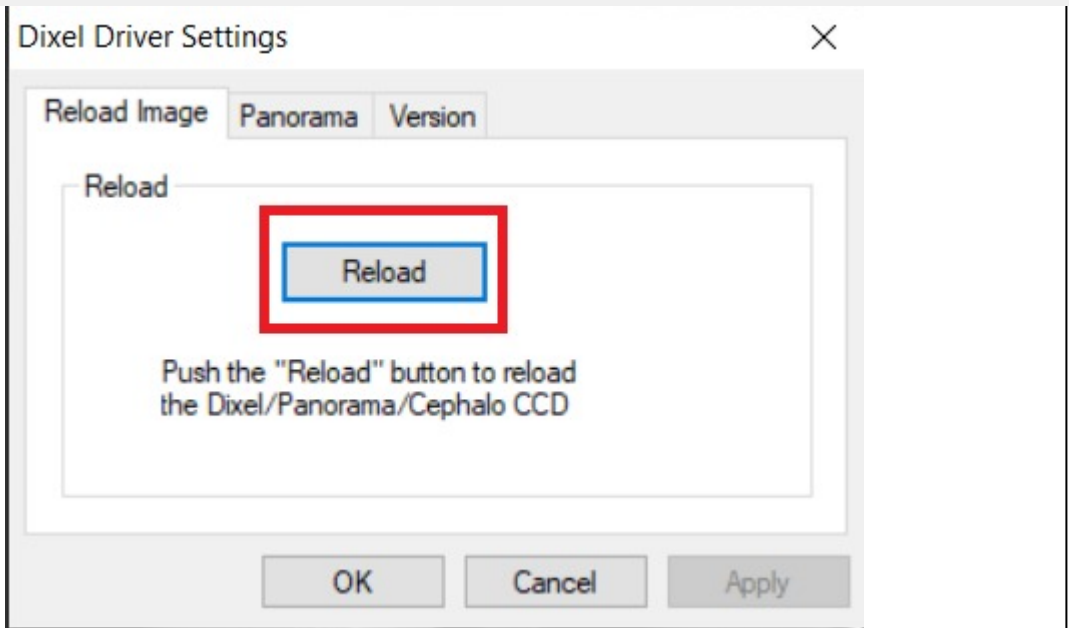 Dixel Driver Settings
Reload Image Panorama Version
Reload
Reload
Push the "Reload" button to reload
the Dixel/Panorama/Cephalo CCD
OK Cancel Apply